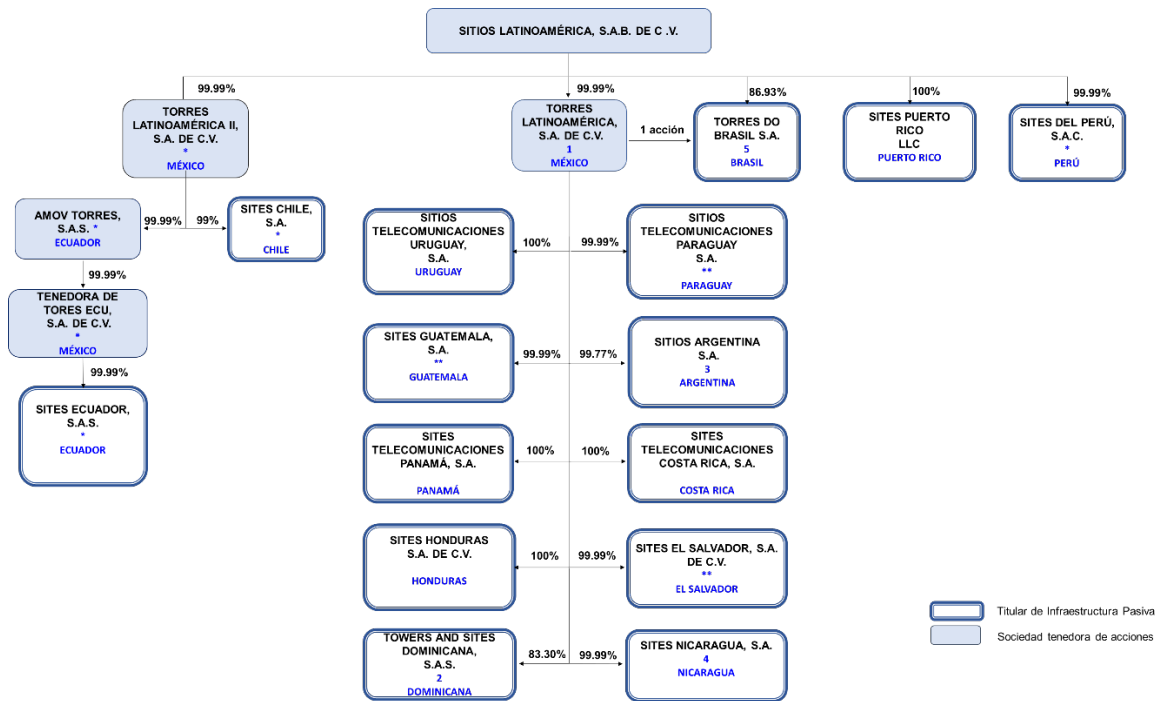 SITIOS LATINOAMÉRICA, S.A.B. DE C .V.
99.99%
99.99%
86.93%
100%
99.99%
TORRES
LATINOAMÉRICA II,
S.A. DE C.V.
*
MÉXICO
TORRES
LATINOAMÉRICA,
S.A. DE C.V.
1
MÉXICO
1 acción
TORRES DO
BRASIL S.A.
5
BRASIL
SITES PUERTO
RICO
LLC
PUERTO RICO
SITES DEL PERÚ,
S.A.C.
*
PERÚ
AMOV TORRES,
S.A.S. *
ECUADOR
99.99%
99%
SITES CHILE,
S.A.
*
CHILE
99.99%
TENEDORA DE
TORES ECU,
S.A. DE C.V.
*
MÉXICO
99.99%
SITES ECUADOR,
S.A.S.
*
ECUADOR
SITIOS
TELECOMUNICACIONES
URUGUAY,
S.A.
URUGUAY
100%
99.99%
SITIOS
TELECOMUNICACIONES
PARAGUAY
S.A.
**
PARAGUAY
SITES GUATEMALA,
S.A.
**
GUATEMALA
99.99%
99.77%
SITIOS ARGENTINA
S.A.
3
ARGENTINA
SITES
TELECOMUNICACIONES
PANAMÁ, S.A.
PANAMÁ
100%
100%
SITES
TELECOMUNICACIONES
COSTA RICA, S.A.
COSTA RICA
SITES HONDURAS
S.A. DE C.V.
HONDURAS
100%
99.99%
SITES EL SALVADOR, S.A.
DE C.V.
**
EL SALVADOR
TOWERS AND SITES
DOMINICANA,
S.A.S.
2
DOMINICANA
83.30%
99.99%
SITES NICARAGUA, S.A.
4
NICARAGUA
Titular de Infraestructura Pasiva
Sociedad tenedora de acciones